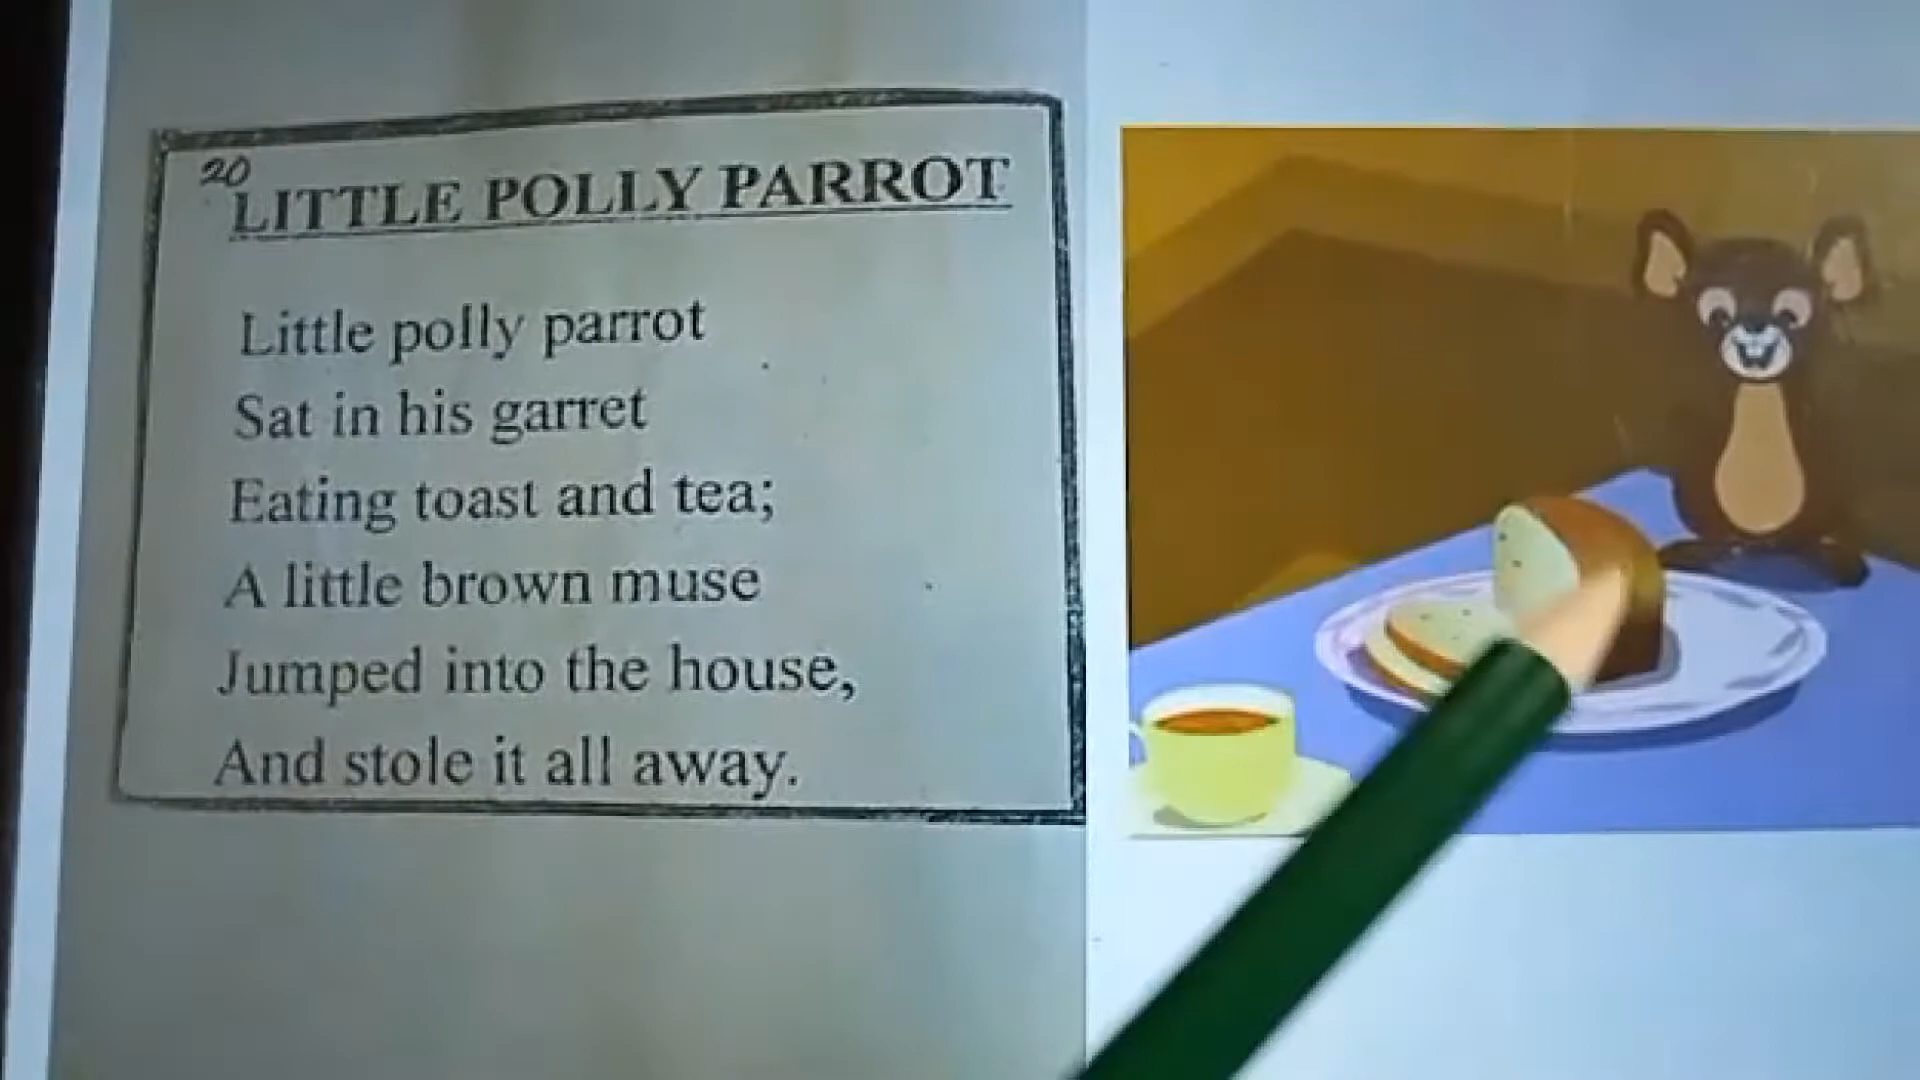 20
LITTLE POLLY PARROT
Little polly parrot
Sat in his garret
Eating toast and tea;
A little brown muse
Jumped into the house,
And stole it all away.